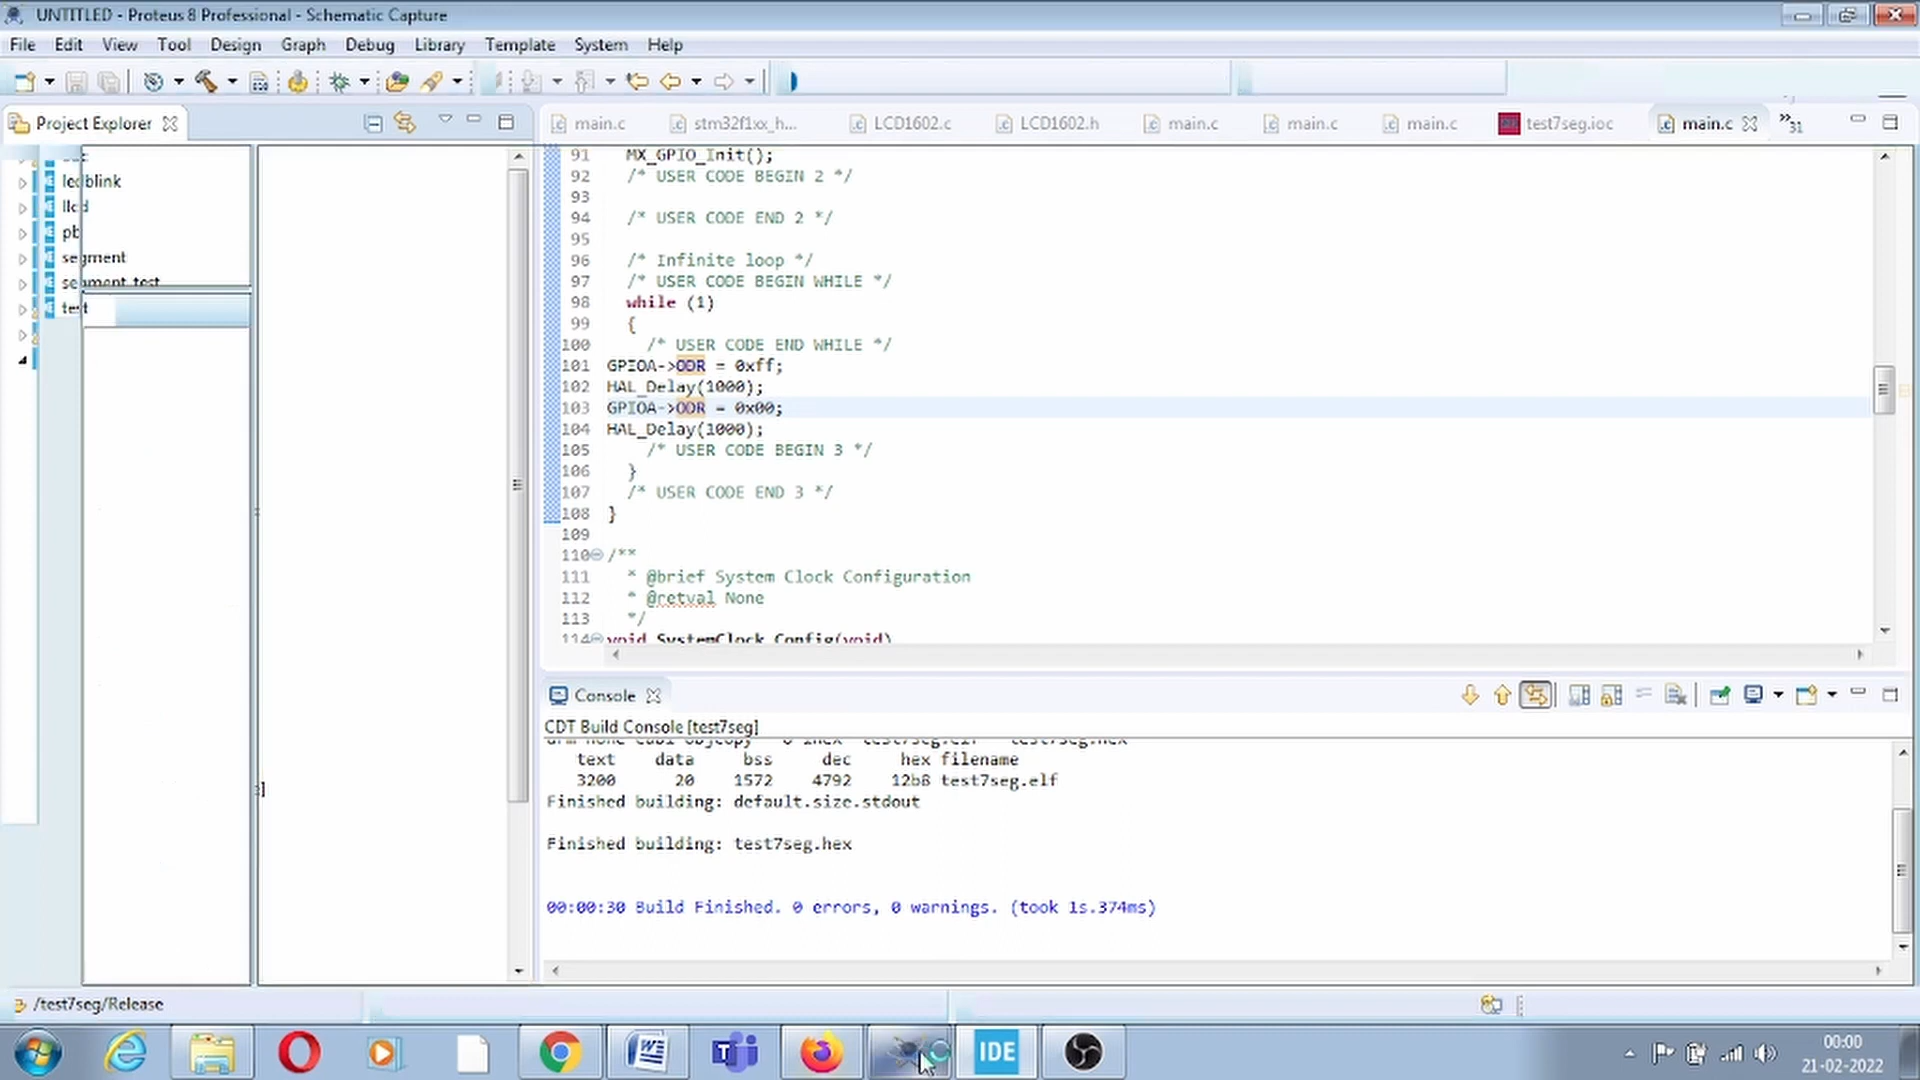 UNTITLED - Proteus 8 Professional - Schematic Capture
File Edit View Tool Design Graph Debug Library Template System Help
Project Explorer
main.c stm32f1xx_h... LCD1602.c LCD1602.h main.c main.c main.c test7seg.ioc main.c 31
ledblink
llcd
pb
segment
segment test
test
91 MX_GPIO_Init();
92 /* USER CODE BEGIN 2 */
93
94 /* USER CODE END 2 */
95
96 /* Infinite loop */
97 /* USER CODE BEGIN WHILE */
98 while (1)
99 {
100 /* USER CODE END WHILE */
101 GPIOA->ODR = 0xff;
102 HAL_Delay(1000);
103 GPIOA->ODR = 0x00;
104 HAL_Delay(1000);
105 /* USER CODE BEGIN 3 */
106 }
107 /* USER CODE END 3 */
108 }
109
110 /**
111 * @brief System Clock Configuration
112 * @retval None
113 */
114 void SystemClock_Config(void)
Console
CDT Build Console [test7seg]
text data bss dec hex filename
3200 20 1572 4792 12b8 test7seg.elf
Finished building: default.size.stdout
Finished building: test7seg.hex
00:00:30 Build Finished. 0 errors, 0 warnings. (took 1s.374ms)
/test7seg/Release
IDE
00:00
21-02-2022